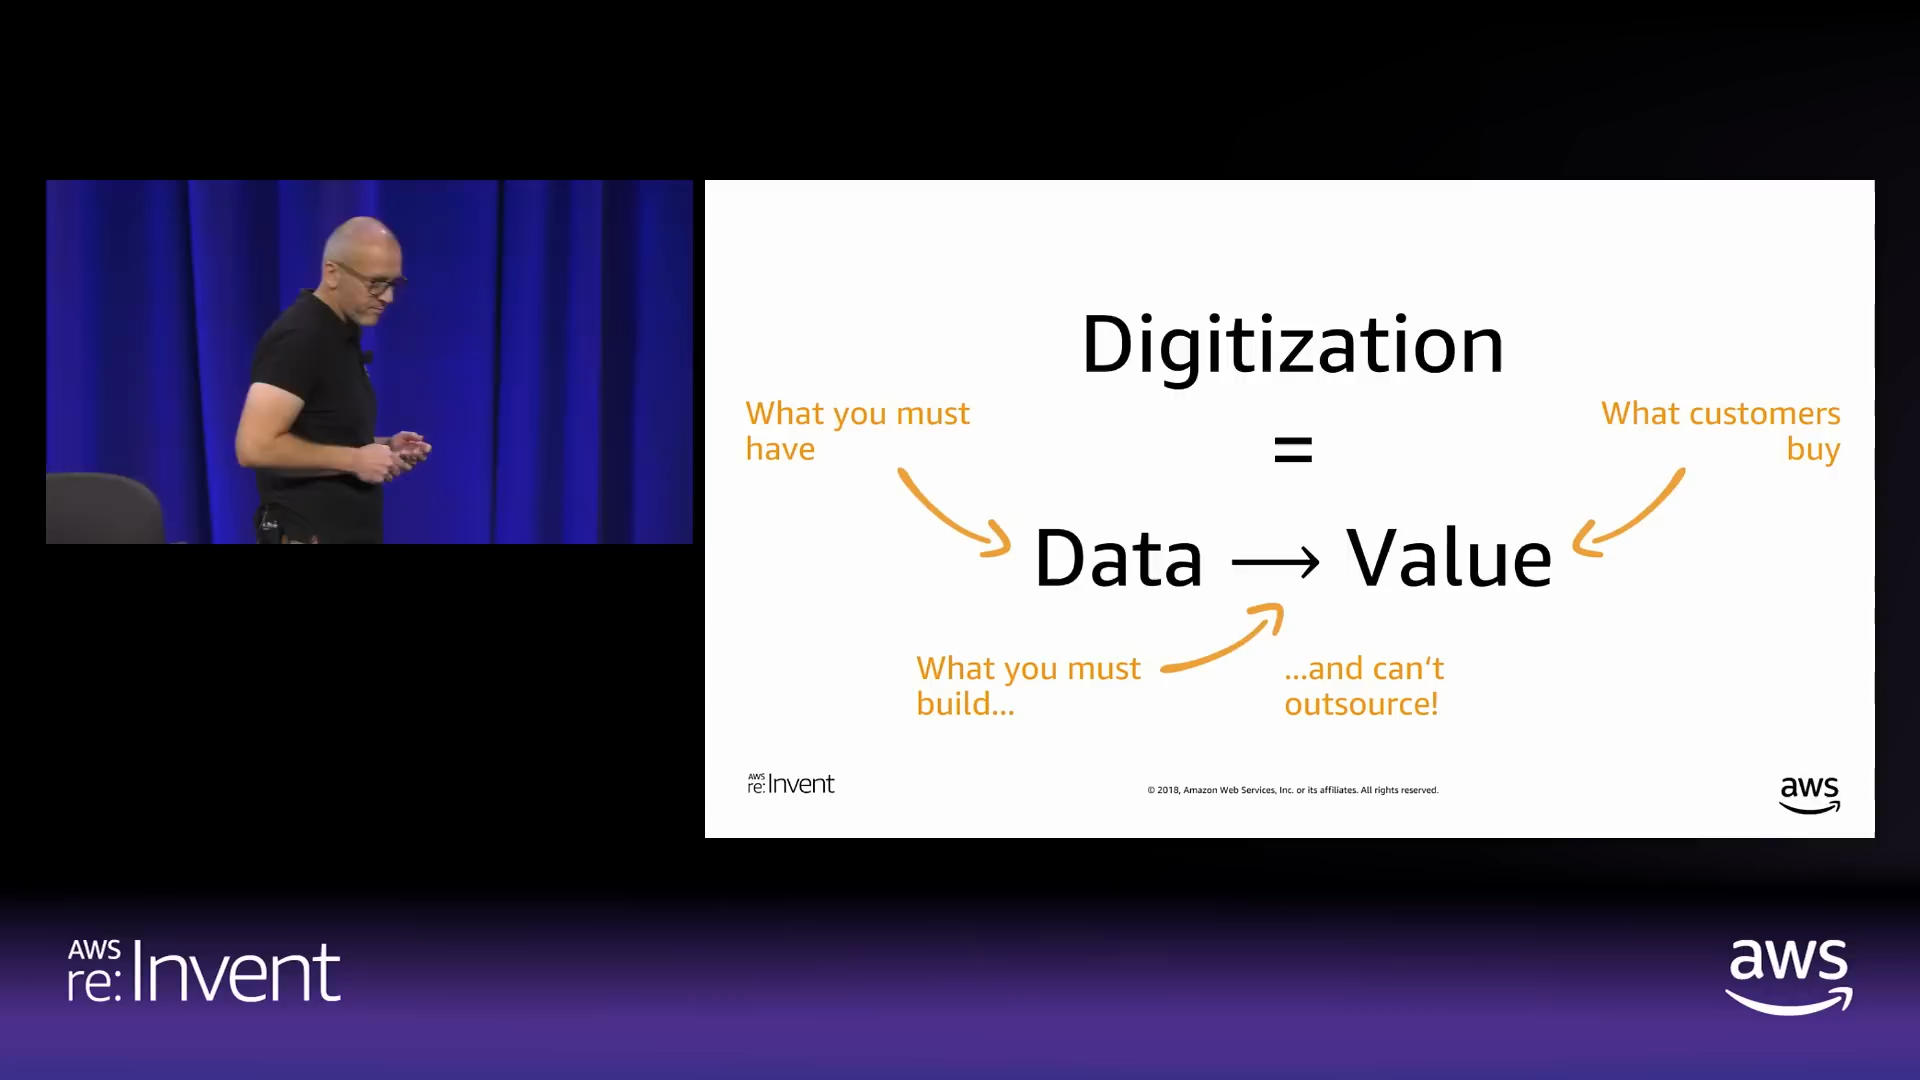 Digitization
What you must
have
=
What customers
buy
Data → Value
What you must
build...
...and can't
outsource!
AWS
re:Invent
© 2018, Amazon Web Services, Inc. or its affiliates. All rights reserved.
aws
AWS
re:Invent
aws